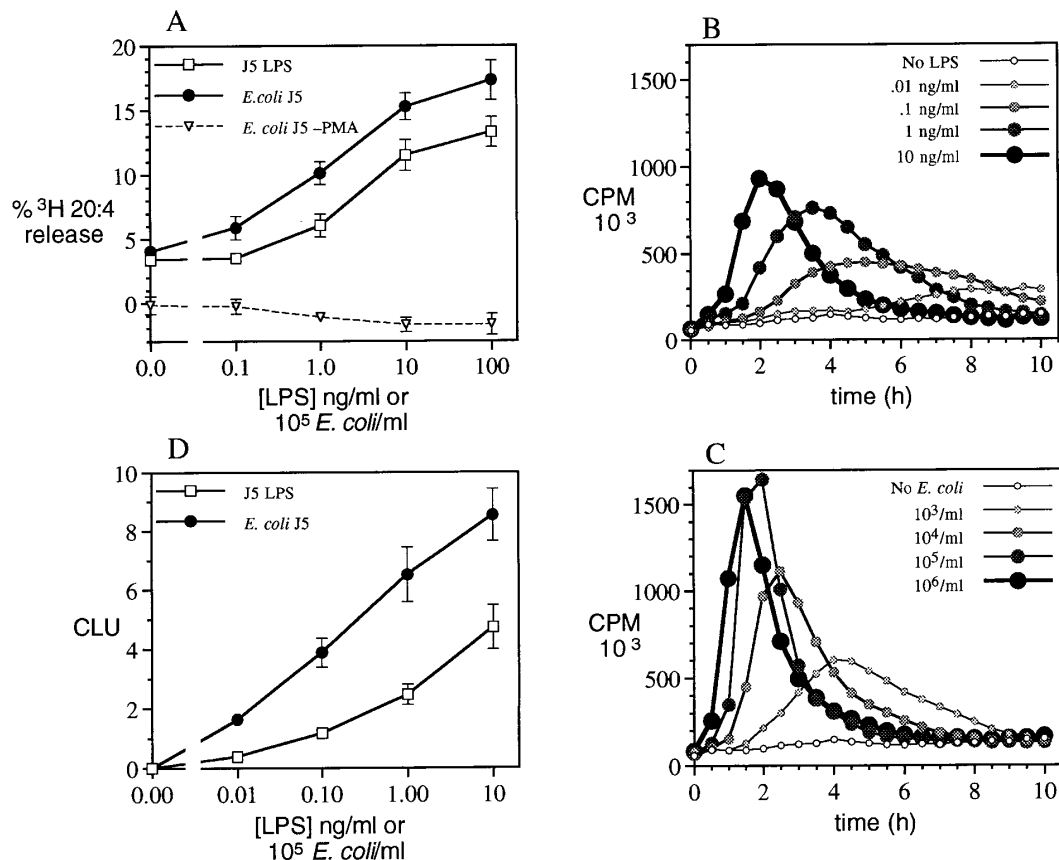 A
20
15
10
5
0
% ³H 20:4
release
J5 LPS
E.coli J5
E. coli J5 –PMA
0.0
0.1
1.0
10
100
[LPS] ng/ml or
10⁵ E. coli/ml
B
1500
1000
500
0
CPM
10³
No LPS
.01 ng/ml
.1 ng/ml
1 ng/ml
10 ng/ml
0
2
4
6
8
10
time (h)
D
10
8
6
4
2
0
CLU
J5 LPS
E. coli J5
0.00
0.01
0.10
1.00
10
[LPS] ng/ml or
10⁵ E. coli/ml
C
1500
1000
500
0
CPM
10³
No E. coli
10³/ml
10⁴/ml
10⁵/ml
10⁶/ml
0
2
4
6
8
10
time (h)